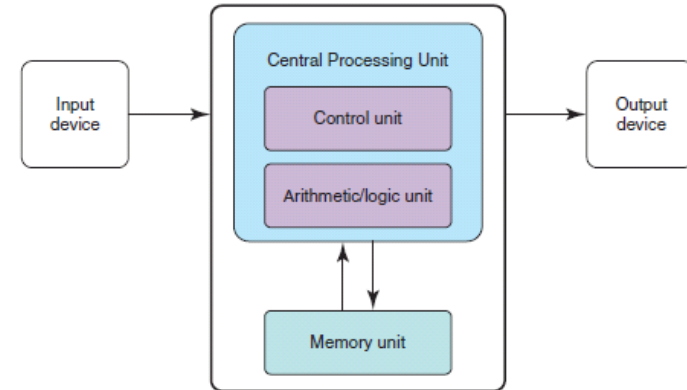 Central Processing Unit
Input
device
Control unit
Output
device
Arithmetic/logic unit
Memory unit